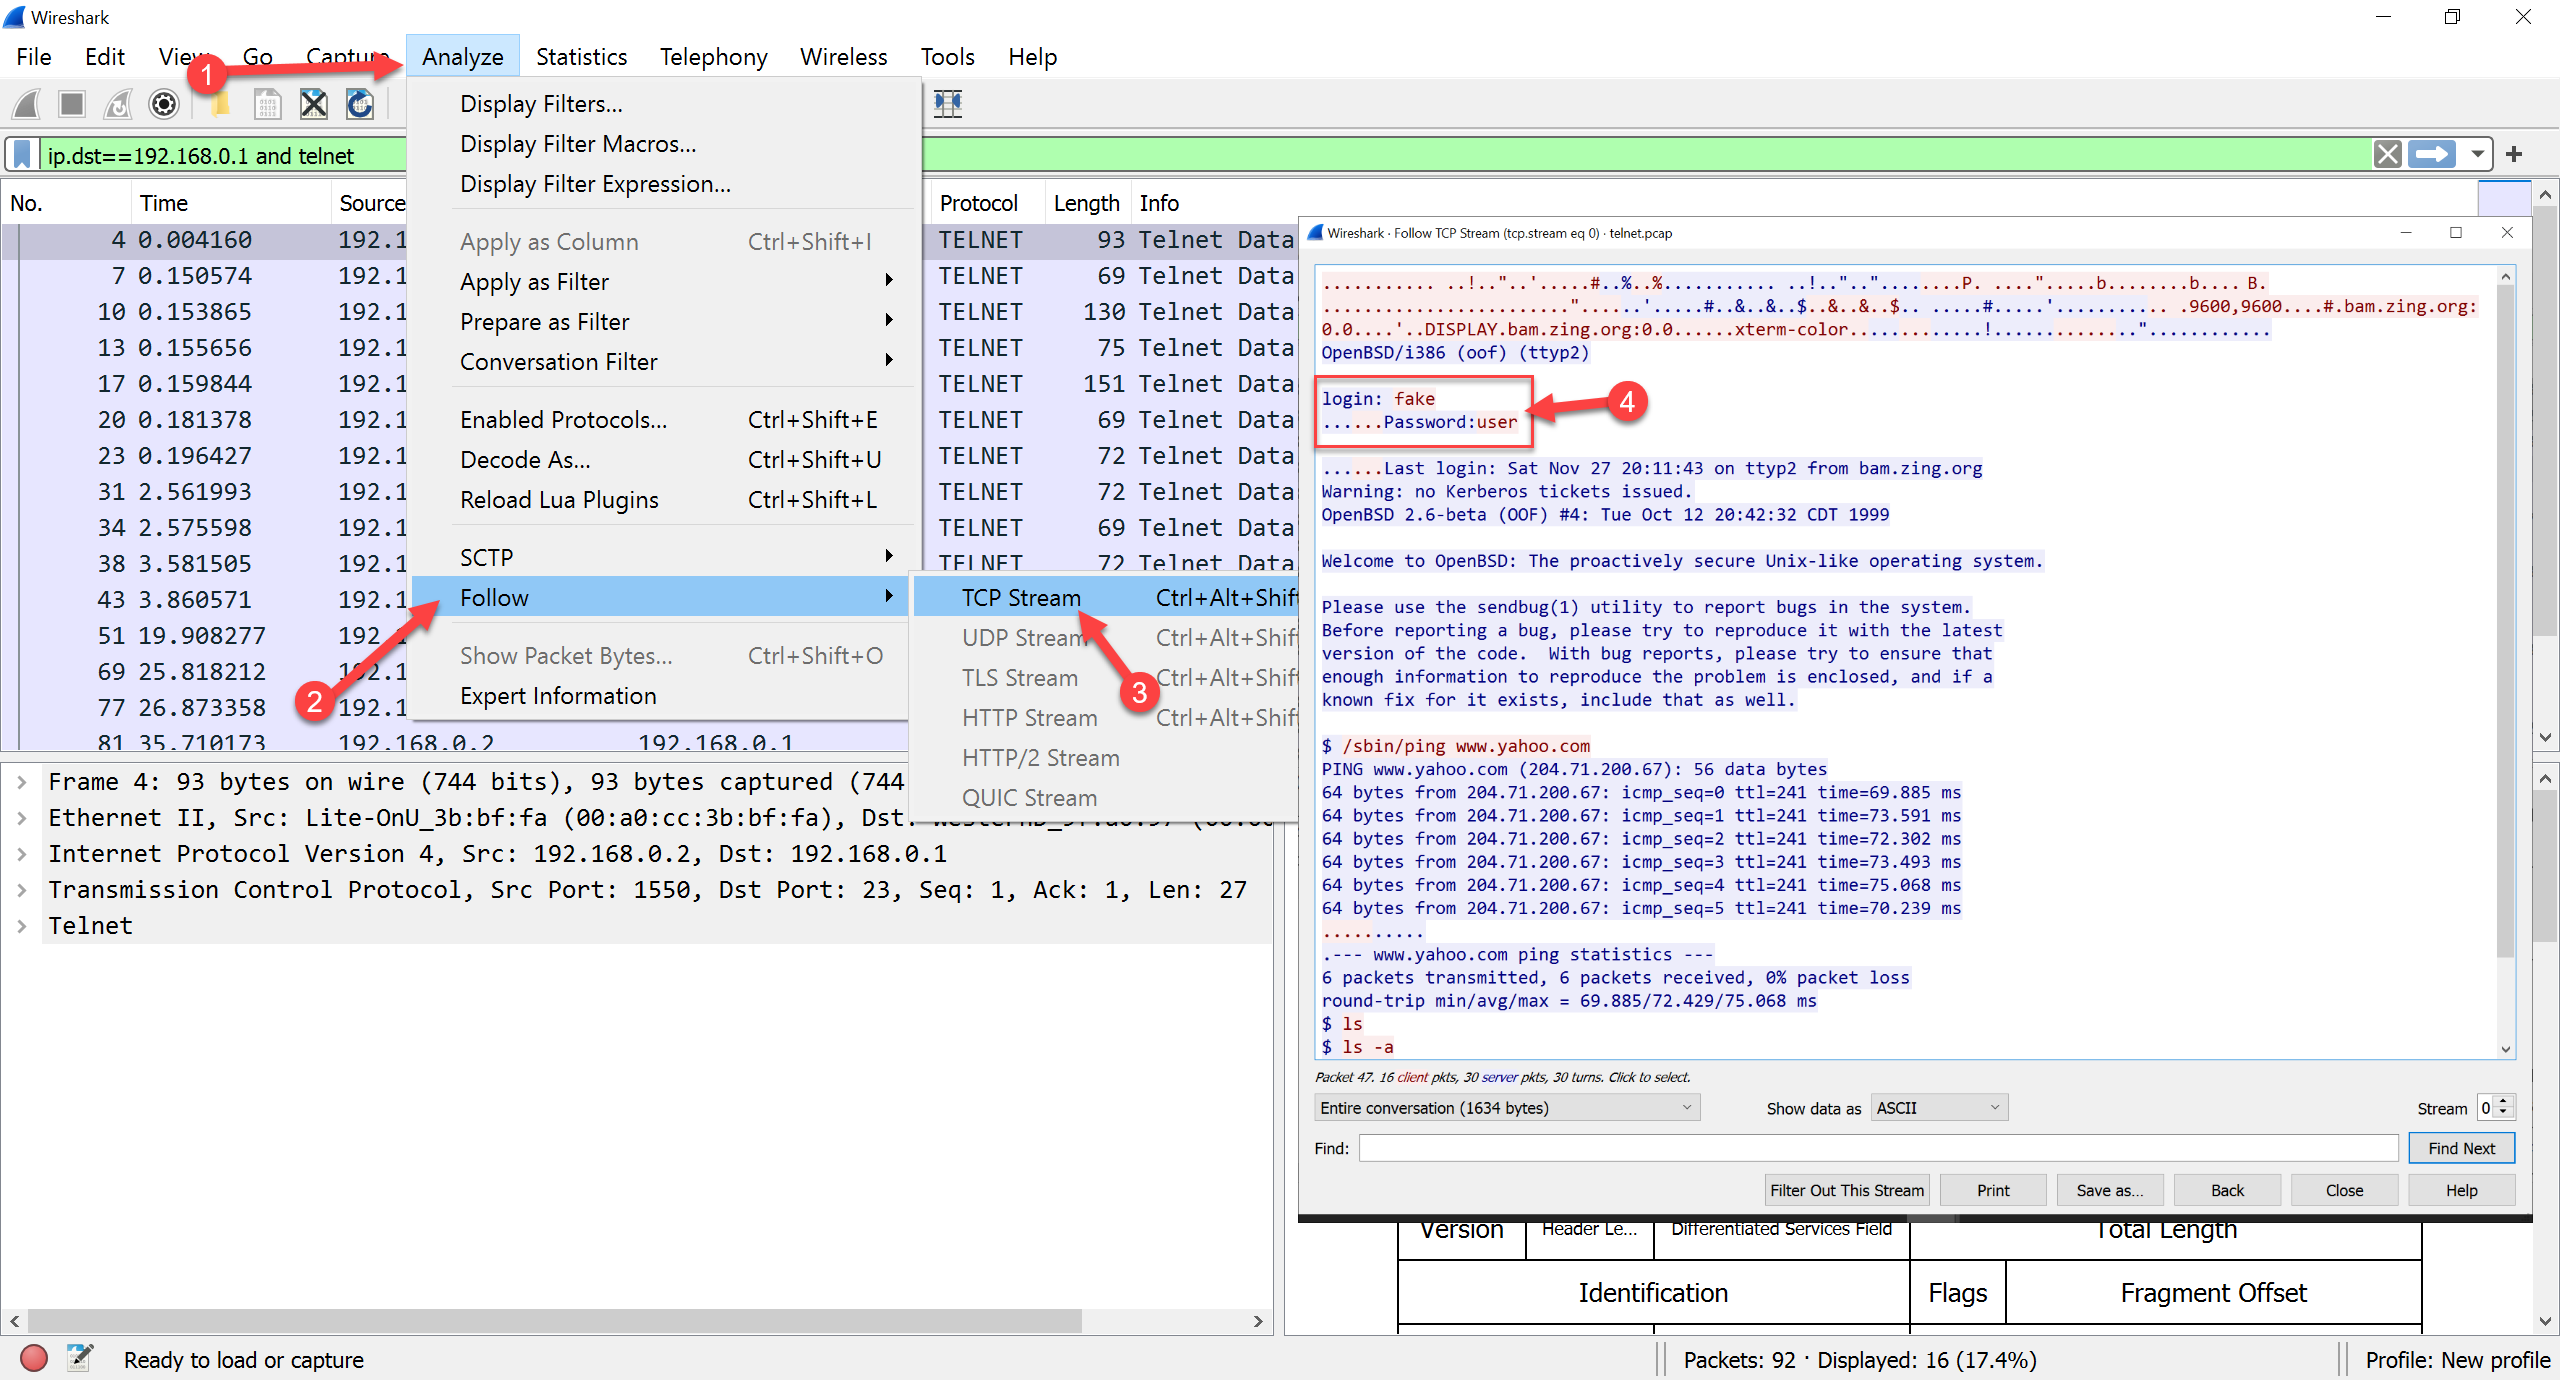 Wireshark
File Edit View Go Capture Analyze Statistics Telephony Wireless Tools Help
1
ip.dst==192.168.0.1 and telnet
Display Filters...
Display Filter Macros...
Display Filter Expression...
Apply as Column Ctrl+Shift+I
Apply as Filter
Prepare as Filter
Conversation Filter
Enabled Protocols... Ctrl+Shift+E
Decode As... Ctrl+Shift+U
Reload Lua Plugins Ctrl+Shift+L
SCTP
Follow
Show Packet Bytes... Ctrl+Shift+O
Expert Information
2
TCP Stream Ctrl+Alt+Shift
UDP Stream Ctrl+Alt+Shift
TLS Stream Ctrl+Alt+Shift
HTTP Stream Ctrl+Alt+Shift
HTTP/2 Stream
QUIC Stream
3
No. Time Source Protocol Length Info
4 0.004160 192.1 TELNET 93 Telnet Data
7 0.150574 192.1 TELNET 69 Telnet Data
10 0.153865 192.1 TELNET 130 Telnet Data
13 0.155656 192.1 TELNET 75 Telnet Data
17 0.159844 192.1 TELNET 151 Telnet Data
20 0.181378 192.1 TELNET 69 Telnet Data
23 0.196427 192.1 TELNET 72 Telnet Data
31 2.561993 192.1 TELNET 72 Telnet Data
34 2.575598 192.1 TELNET 69 Telnet Data
38 3.581505 192.1 TELNET 72 Telnet Data
43 3.860571 192.1
51 19.908277 192.1
69 25.818212 192.1
77 26.873358 192.1
81 35.710173 192.168.0.2 192.168.0.1
Frame 4: 93 bytes on wire (744 bits), 93 bytes captured (744
Ethernet II, Src: Lite-OnU_3b:bf:fa (00:a0:cc:3b:bf:fa), Dst:
Internet Protocol Version 4, Src: 192.168.0.2, Dst: 192.168.0.1
Transmission Control Protocol, Src Port: 1550, Dst Port: 23, Seq: 1, Ack: 1, Len: 27
Telnet
Wireshark · Follow TCP Stream (tcp.stream eq 0) · telnet.pcap
........... ..!.."..'.....#..%..%........... ..!..".."........P. ....".....b........b.... B.
........................"......'.....#..&..&..$..&..&..$.. .....#.....'.......... .9600,9600....#.bam.zing.org:
0.0....'..DISPLAY.bam.zing.org:0.0......xterm-color.............!.............."............
OpenBSD/i386 (oof) (ttyp2)
login: fake
......Password:user
4
......Last login: Sat Nov 27 20:11:43 on ttyp2 from bam.zing.org
Warning: no Kerberos tickets issued.
OpenBSD 2.6-beta (OOF) #4: Tue Oct 12 20:42:32 CDT 1999
Welcome to OpenBSD: The proactively secure Unix-like operating system.
Please use the sendbug(1) utility to report bugs in the system.
Before reporting a bug, please try to reproduce it with the latest
version of the code.  With bug reports, please try to ensure that
enough information to reproduce the problem is enclosed, and if a
known fix for it exists, include that as well.
$ /sbin/ping www.yahoo.com
PING www.yahoo.com (204.71.200.67): 56 data bytes
64 bytes from 204.71.200.67: icmp_seq=0 ttl=241 time=69.885 ms
64 bytes from 204.71.200.67: icmp_seq=1 ttl=241 time=73.591 ms
64 bytes from 204.71.200.67: icmp_seq=2 ttl=241 time=72.302 ms
64 bytes from 204.71.200.67: icmp_seq=3 ttl=241 time=73.493 ms
64 bytes from 204.71.200.67: icmp_seq=4 ttl=241 time=75.068 ms
64 bytes from 204.71.200.67: icmp_seq=5 ttl=241 time=70.239 ms
..........
.--- www.yahoo.com ping statistics ---
6 packets transmitted, 6 packets received, 0% packet loss
round-trip min/avg/max = 69.885/72.429/75.068 ms
$ ls
$ ls -a
Packet 47. 16 client pkts, 30 server pkts, 30 turns. Click to select.
Entire conversation (1634 bytes) Show data as ASCII Stream 0
Find: Find Next
Filter Out This Stream Print Save as... Back Close Help
Version Header Le... Differentiated Services Field Total Length
Identification Flags Fragment Offset
Ready to load or capture Packets: 92 · Displayed: 16 (17.4%) Profile: New profile